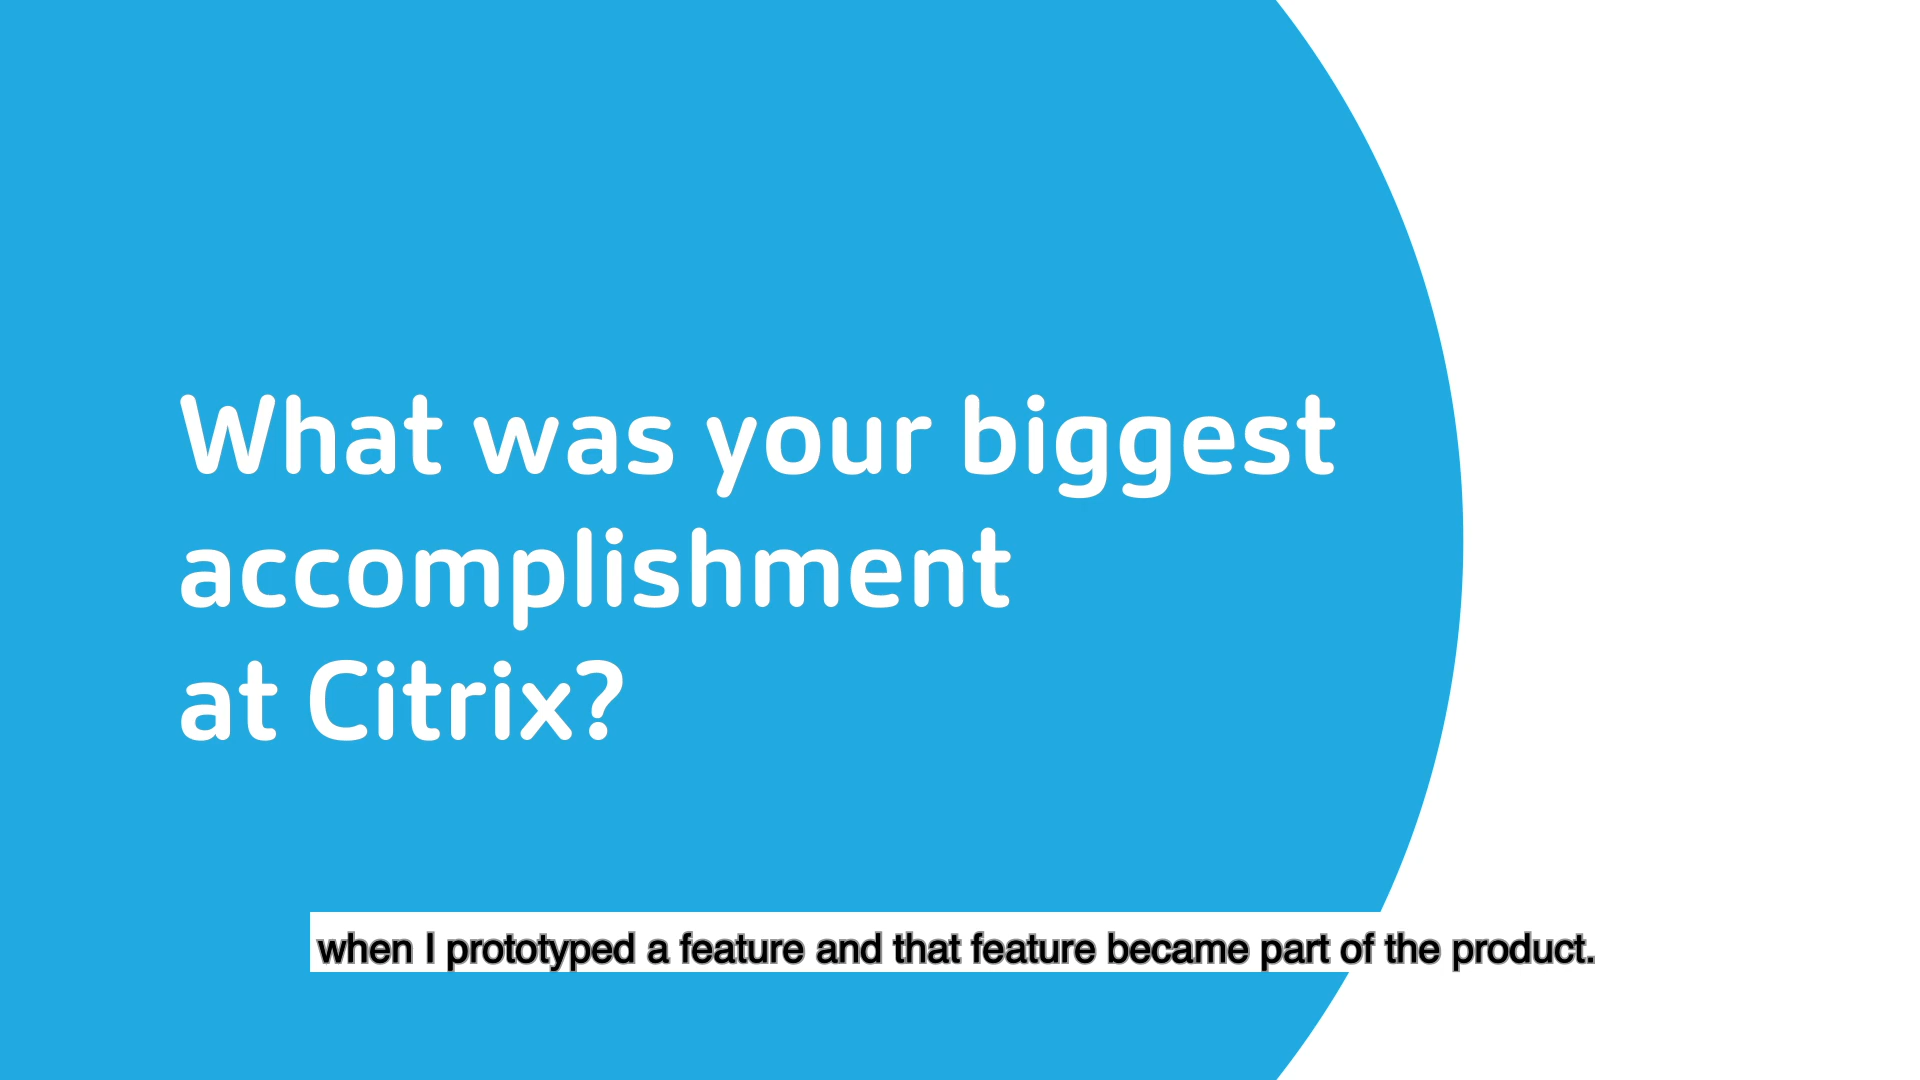 What was your biggest
accomplishment
at Citrix?
when I prototyped a feature and that feature became part of the product.